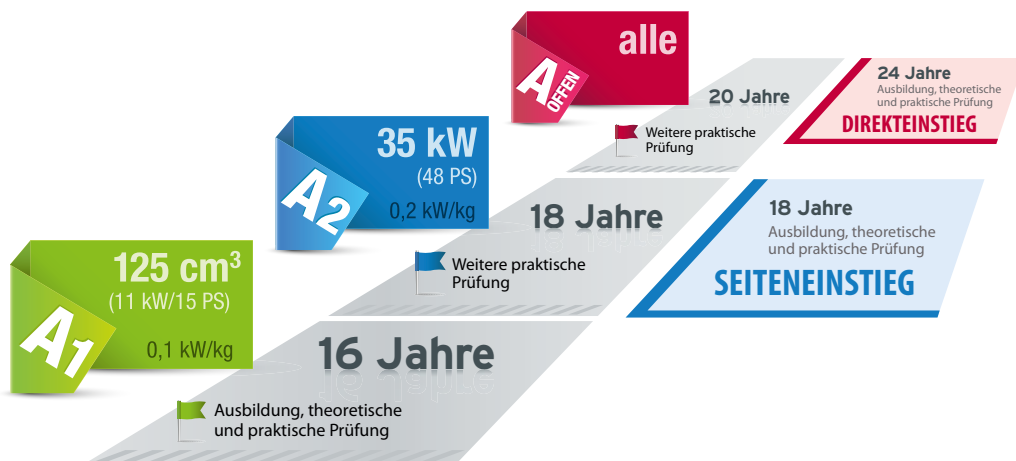 alle
A
OFFEN
20 Jahre
Weitere praktische
Prüfung
24 Jahre
Ausbildung, theoretische
und praktische Prüfung
DIREKTEINSTIEG
35 kW
(48 PS)
0,2 kW/kg
A2
18 Jahre
Weitere praktische
Prüfung
18 Jahre
Ausbildung, theoretische
und praktische Prüfung
SEITENEINSTIEG
125 cm³
(11 kW/15 PS)
0,1 kW/kg
A1
16 Jahre
Ausbildung, theoretische
und praktische Prüfung